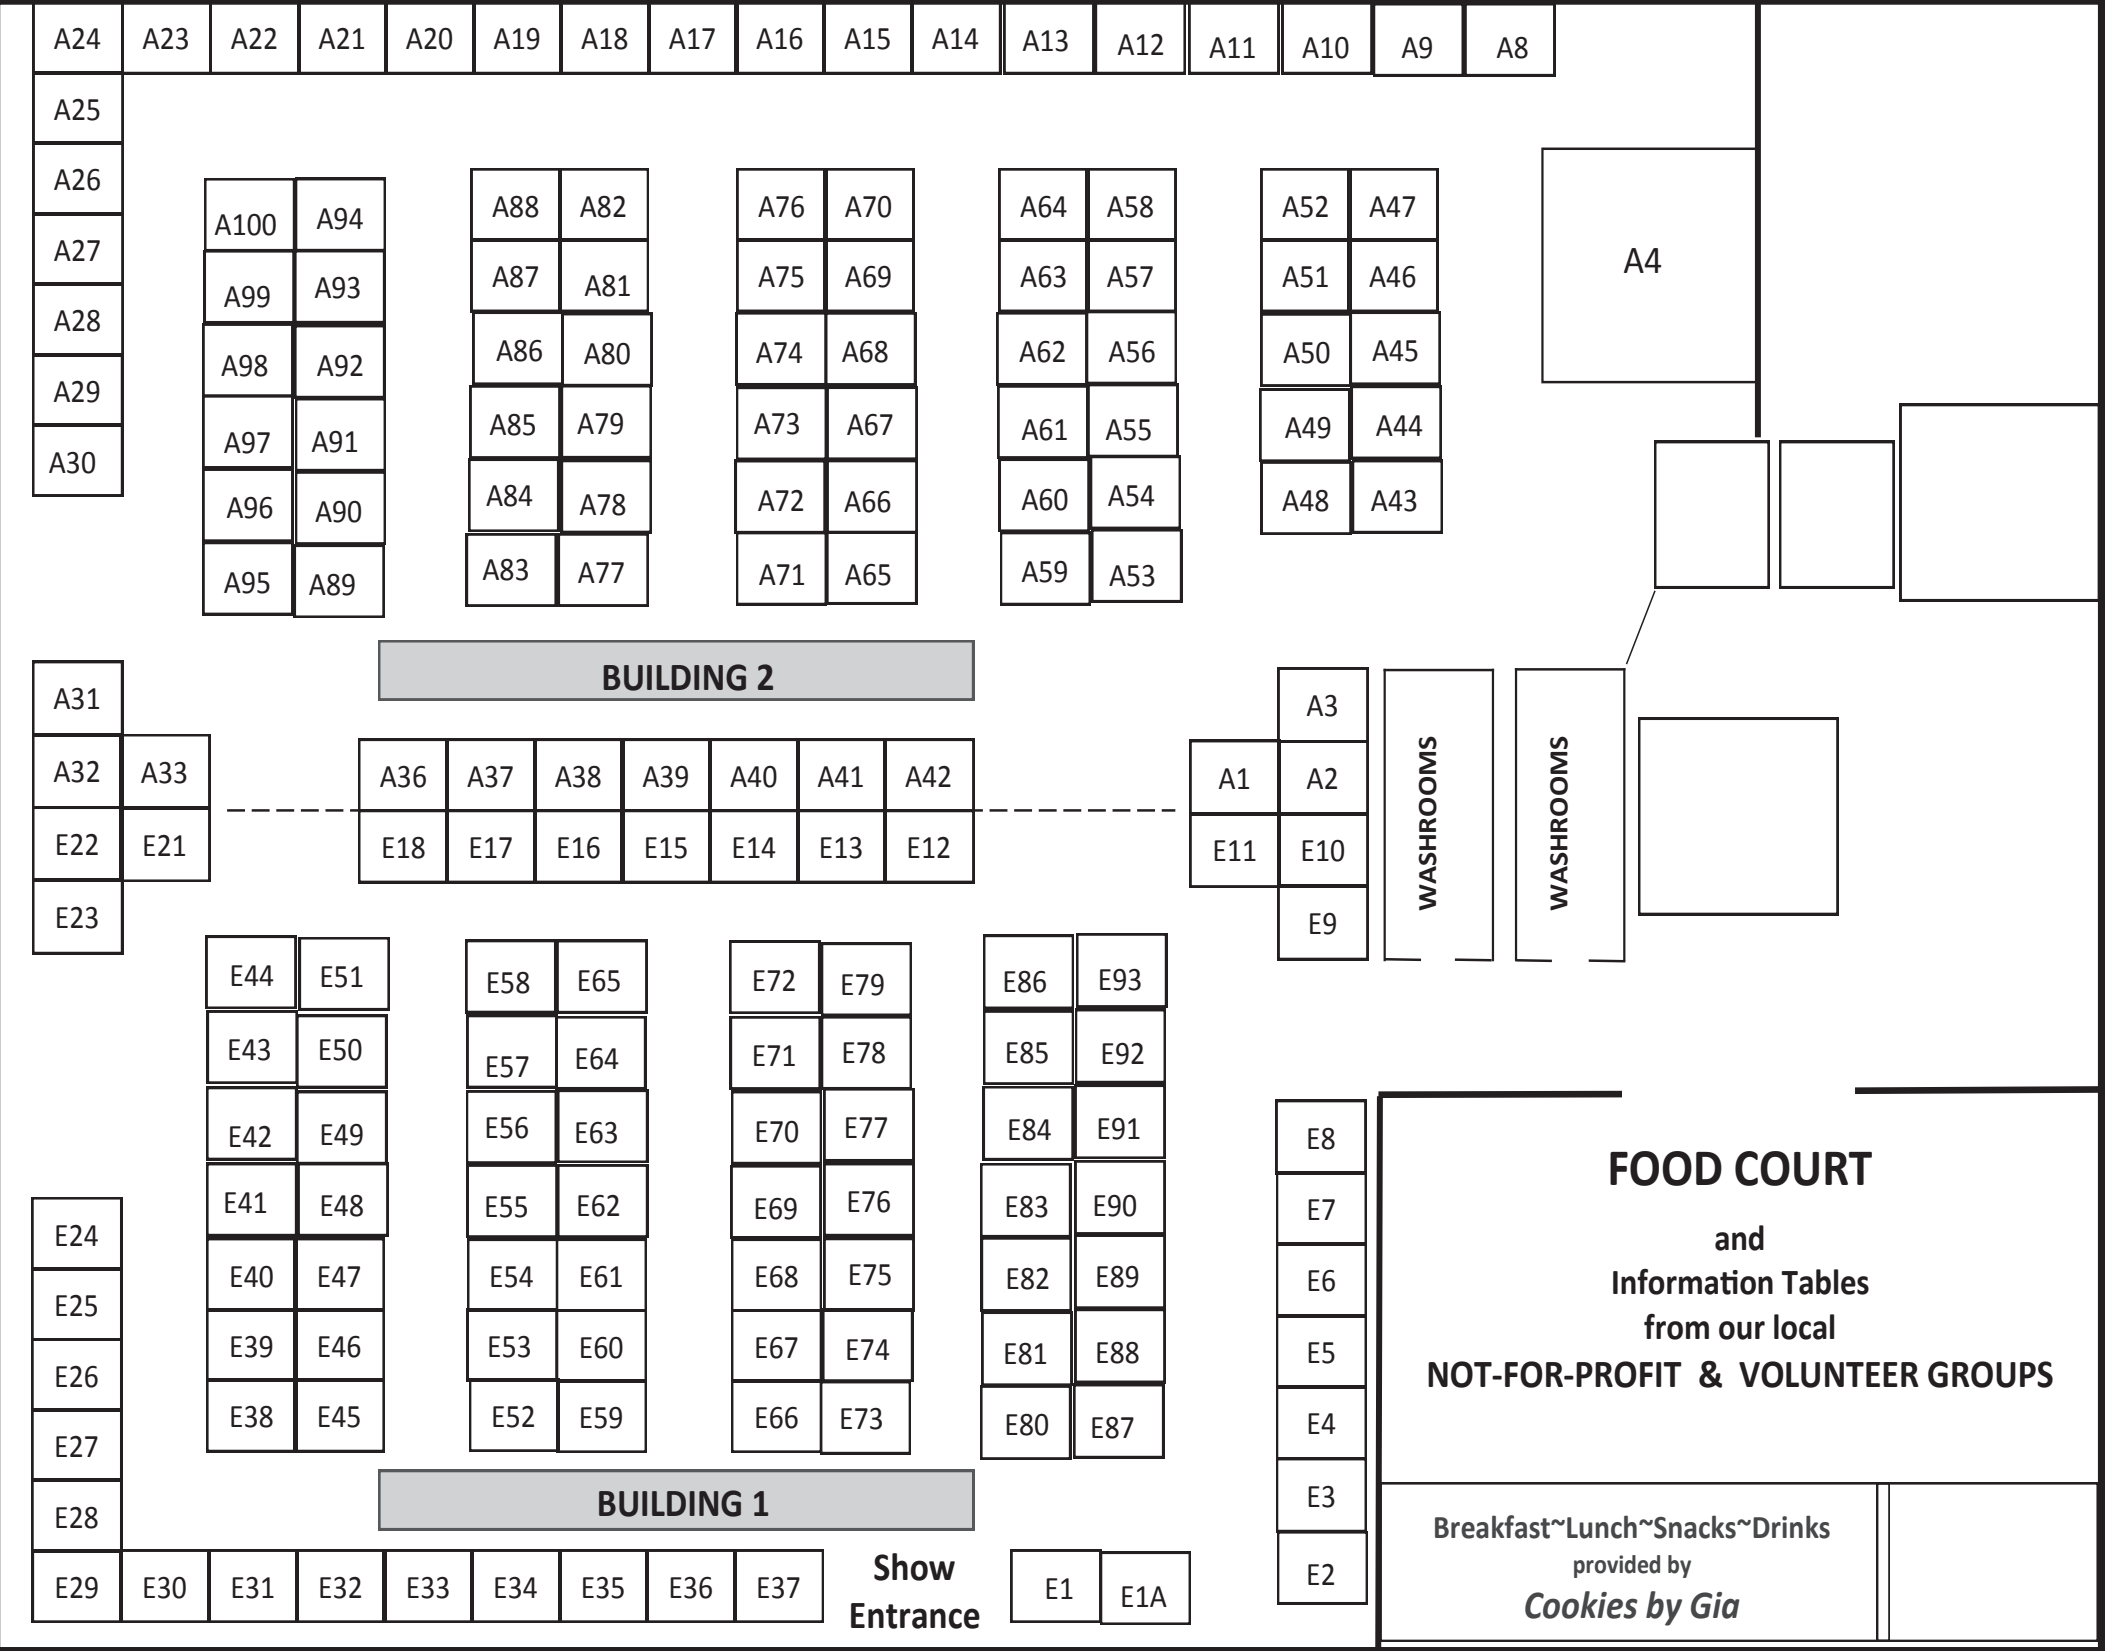 A24 A23 A22 A21 A20 A19 A18 A17 A16 A15 A14 A13 A12 A11 A10 A9 A8
A25
A26
A100 A94 A88 A82 A76 A70 A64 A58 A52 A47
A27
A4
A99 A93 A87 A81 A75 A69 A63 A57 A51 A46
A28
A98 A92 A86 A80 A74 A68 A62 A56 A50 A45
A29
A97 A91 A85 A79 A73 A67 A61 A55 A49 A44
A30
A96 A90 A84 A78 A72 A66 A60 A54 A48 A43
A95 A89 A83 A77 A71 A65 A59 A53
BUILDING 2
A31 A3
A32 A33 A36 A37 A38 A39 A40 A41 A42 A1 A2
WASHROOMS
WASHROOMS
E22 E21 E18 E17 E16 E15 E14 E13 E12 E11 E10
E23 E9
E44 E51 E58 E65 E72 E79 E86 E93
E43 E50 E57 E64 E71 E78 E85 E92
E42 E49 E56 E63 E70 E77 E84 E91 E8
FOOD COURT
E41 E48 E55 E62 E69 E76 E83 E90 E7
E24
and
E40 E47 E54 E61 E68 E75 E82 E89 E6
Information Tables
E25
from our local
E39 E46 E53 E60 E67 E74 E81 E88 E5
E26
NOT-FOR-PROFIT & VOLUNTEER GROUPS
E38 E45 E52 E59 E66 E73 E80 E87 E4
E27
BUILDING 1
E3
E28
Breakfast~Lunch~Snacks~Drinks
provided by
Cookies by Gia
E29 E30 E31 E32 E33 E34 E35 E36 E37
Show
Entrance
E1 E1A E2